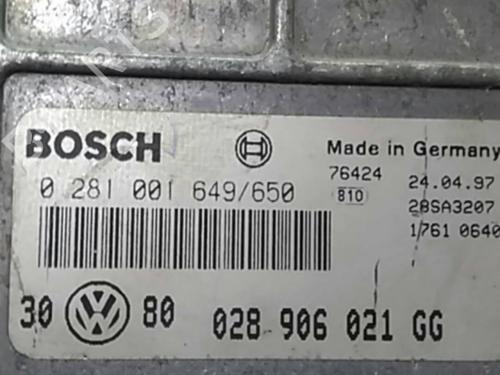 BOSCH
Made in Germany
0 281 001 649/650
76424
24.04.97
810
28SA3207
1761 0640
30 80 028 906 021 GG